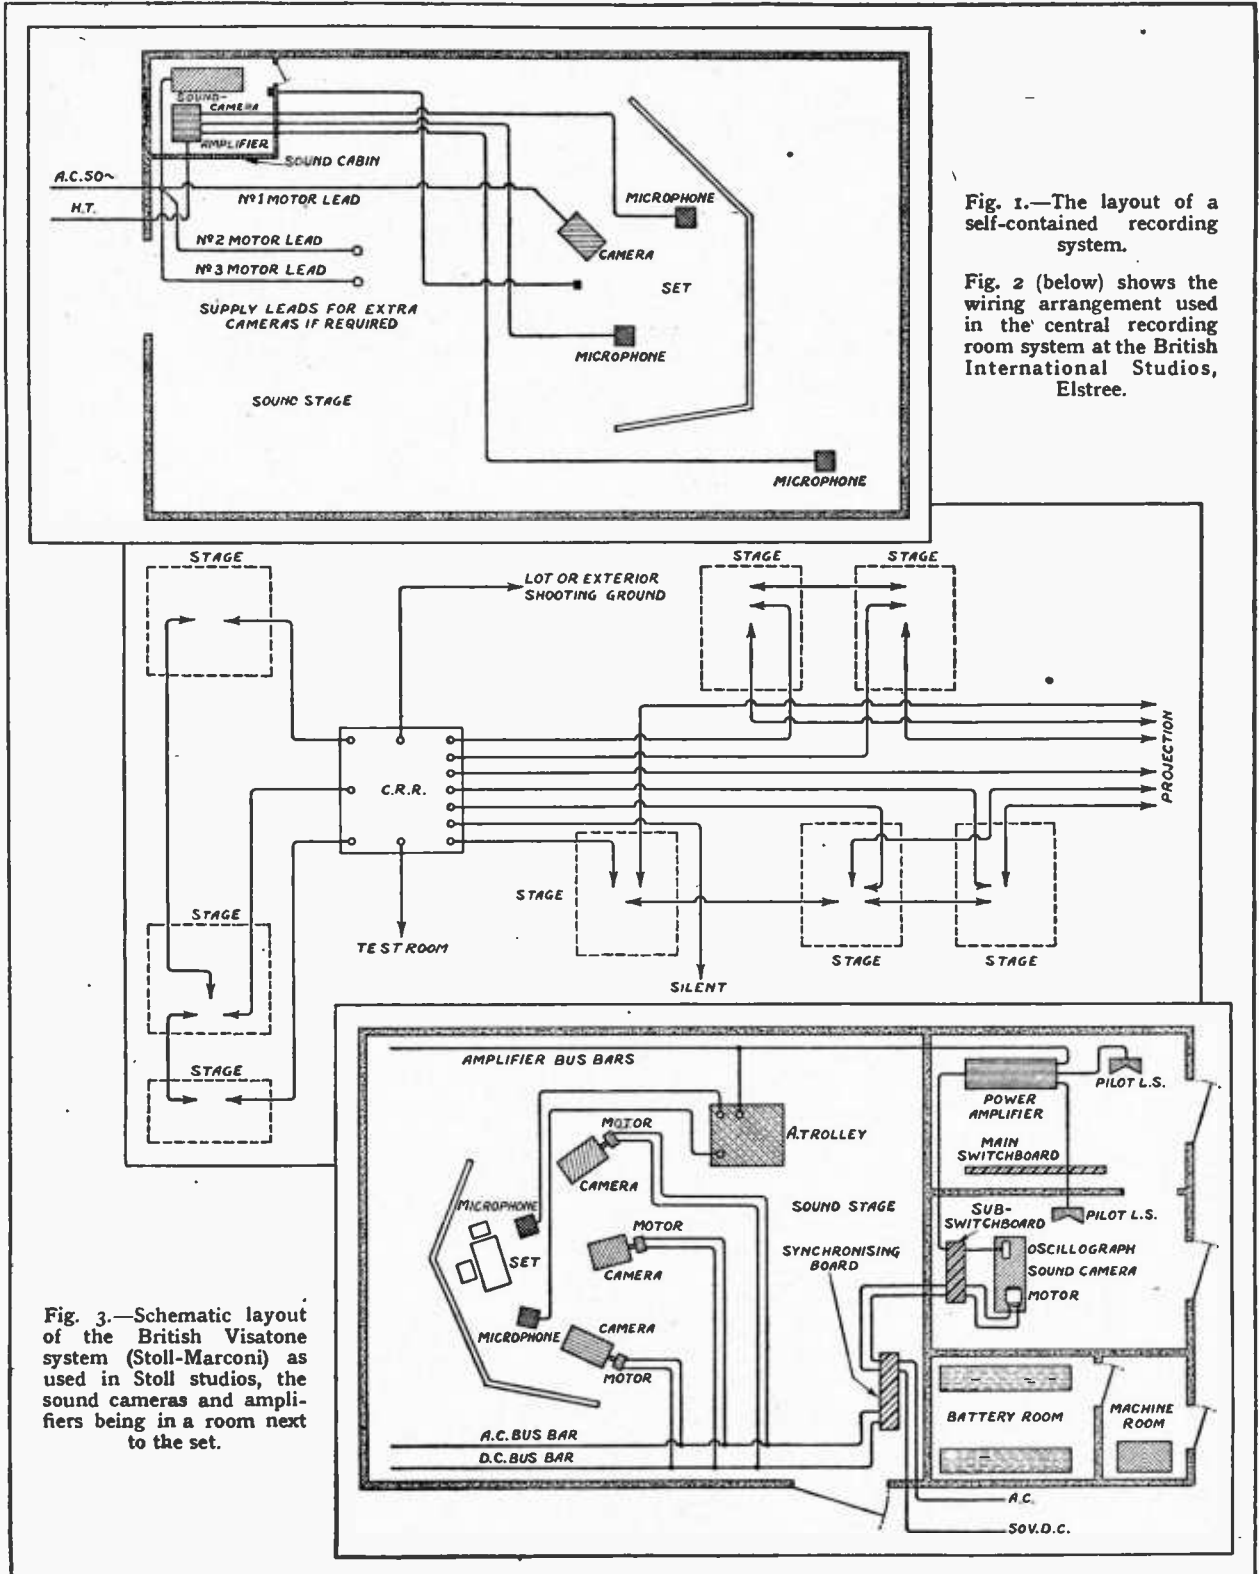 SOUND-
CAMERA
AMPLIFIER
SOUND CABIN
A.C.50~
Nº1 MOTOR LEAD
H.T.
Nº2 MOTOR LEAD
Nº3 MOTOR LEAD
SUPPLY LEADS FOR EXTRA
CAMERAS IF REQUIRED
MICROPHONE
CAMERA
SET
MICROPHONE
SOUND STAGE
MICROPHONE
Fig. 1.—The layout of a
self-contained recording
system.
Fig. 2 (below) shows the
wiring arrangement used
in the central recording
room system at the British
International Studios,
Elstree.
STAGE
LOT OR EXTERIOR
SHOOTING GROUND
STAGE
STAGE
C.R.R.
PROJECTION
STAGE
STAGE
TEST ROOM
STAGE
STAGE
SILENT
STAGE
AMPLIFIER BUS BARS
POWER
AMPLIFIER
PILOT L.S.
MOTOR
A.TROLLEY
MAIN
SWITCHBOARD
CAMERA
MICROPHONE
SOUND STAGE
SUB-
SWITCHBOARD
PILOT L.S.
MOTOR
SET
CAMERA
SYNCHRONISING
BOARD
OSCILLOGRAPH
SOUND CAMERA
MOTOR
MICROPHONE
CAMERA
MOTOR
BATTERY ROOM
MACHINE
ROOM
A.C. BUS BAR
D.C. BUS BAR
A.C.
50V.D.C.
Fig. 3.—Schematic layout
of the British Visatone
system (Stoll-Marconi) as
used in Stoll studios, the
sound cameras and ampli-
fiers being in a room next
to the set.